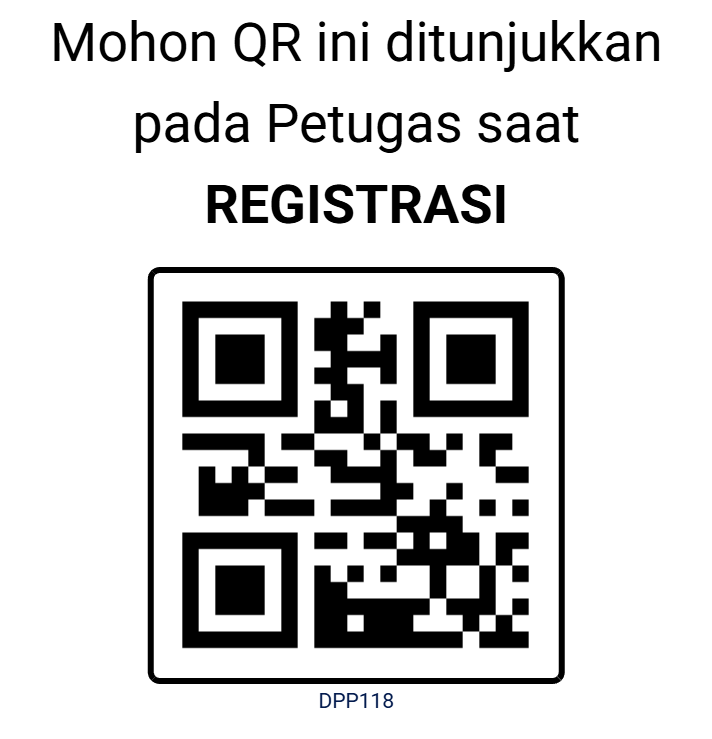 Mohon QR ini ditunjukkan
pada Petugas saat
REGISTRASI
DPP118